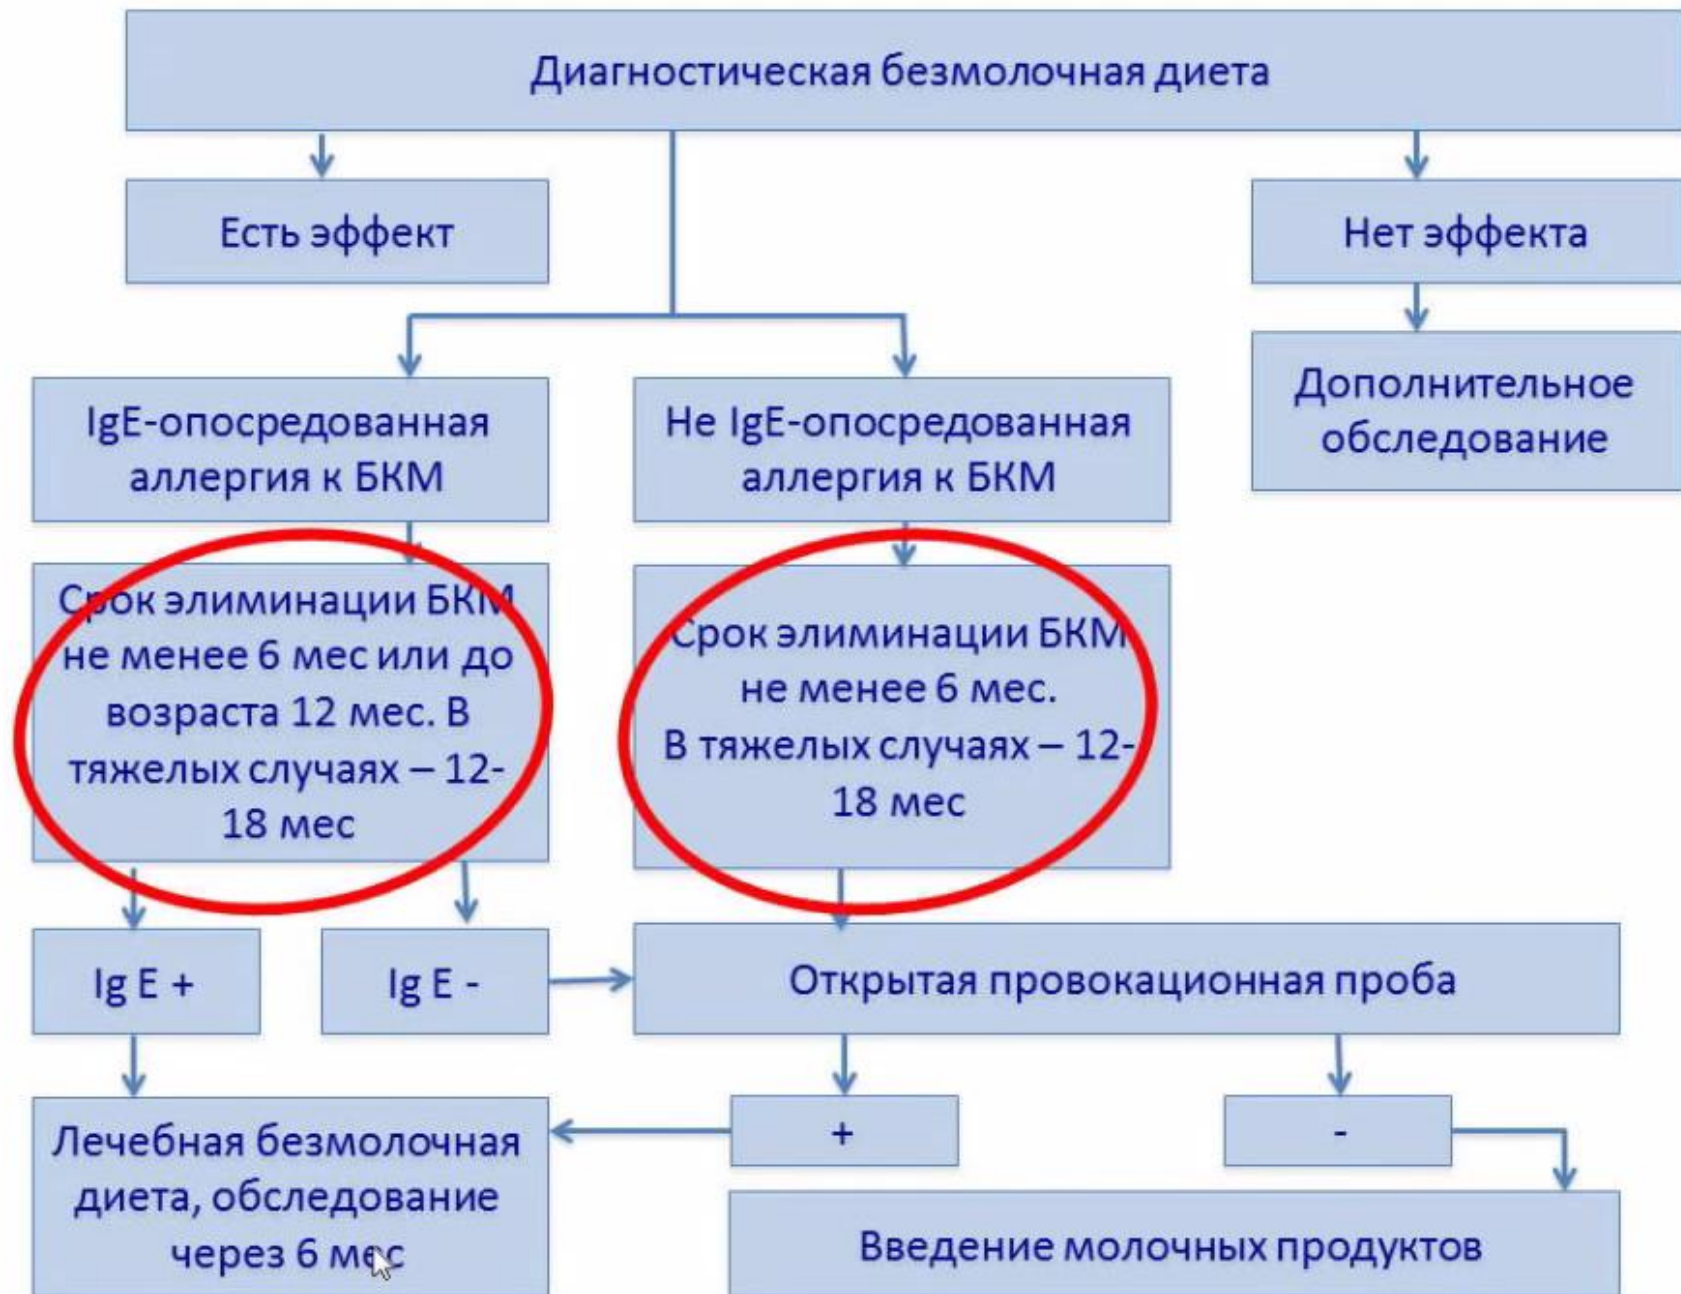 Диагностическая безмолочная диета
Есть эффект
Нет эффекта
IgE-опосредованная
аллергия к БКМ
Не IgE-опосредованная
аллергия к БКМ
Дополнительное
обследование
Срок элиминации БКМ
не менее 6 мес или до
возраста 12 мес. В
тяжелых случаях – 12-
18 мес
Срок элиминации БКМ
не менее 6 мес.
В тяжелых случаях – 12-
18 мес
Ig E +
Ig E -
Открытая провокационная проба
+
-
Лечебная безмолочная
диета, обследование
через 6 мес
Введение молочных продуктов